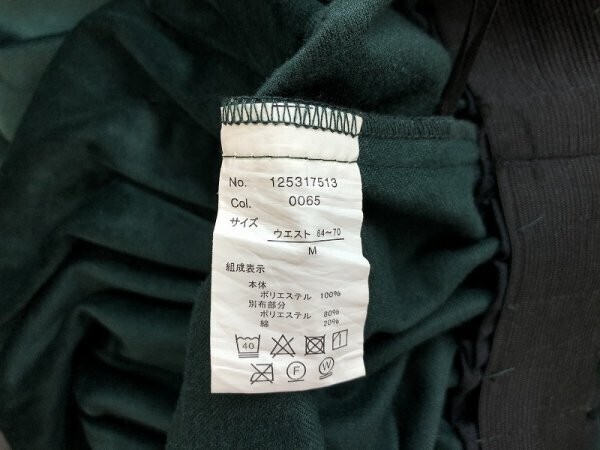 No. 125317513
Col. 0065
サイズ ウエスト 64~70
M
組成表示
本体
ポリエステル 100%
別布部分
ポリエステル 80%
綿 20%
40
F W